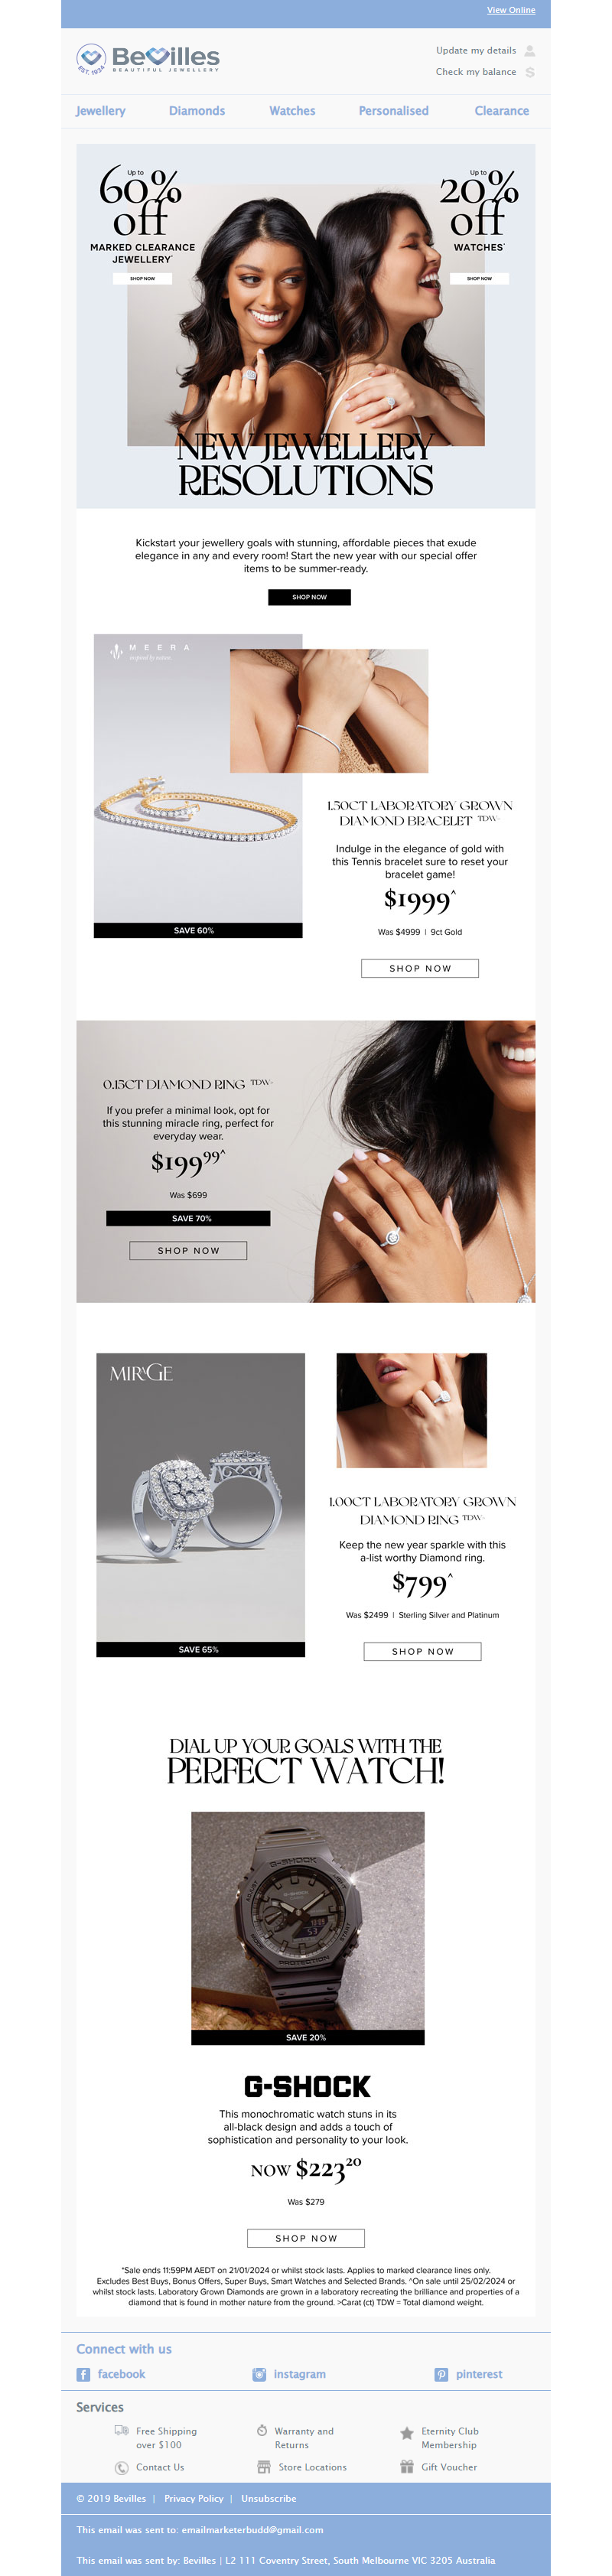 View Online
BeVilles
BEAUTIFUL JEWELLERY
EST. 1934
Update my details
Check my balance
Jewellery Diamonds Watches Personalised Clearance
Up to
60%
off
MARKED CLEARANCE
JEWELLERY*
SHOP NOW
Up to
20%
off
WATCHES*
SHOP NOW
NEW JEWELLERY
RESOLUTIONS
Kickstart your jewellery goals with stunning, affordable pieces that exude
elegance in any and every room! Start the new year with our special offer
items to be summer-ready.
SHOP NOW
MEERA
inspired by nature
SAVE 60%
1.50CT LABORATORY GROWN
DIAMOND BRACELET TDW>
Indulge in the elegance of gold with
this Tennis bracelet sure to reset your
bracelet game!
$1999^
Was $4999 | 9ct Gold
SHOP NOW
0.15CT DIAMOND RING TDW>
If you prefer a minimal look, opt for
this stunning miracle ring, perfect for
everyday wear.
$19999^
Was $699
SAVE 70%
SHOP NOW
MIRAGE
SAVE 65%
1.00CT LABORATORY GROWN
DIAMOND RING TDW>
Keep the new year sparkle with this
a-list worthy Diamond ring.
$799^
Was $2499 | Sterling Silver and Platinum
SHOP NOW
DIAL UP YOUR GOALS WITH THE
PERFECT WATCH!
G-SHOCK
ADJUST
LIGHT
MODE
START
PROTECTION
SAVE 20%
G-SHOCK
This monochromatic watch stuns in its
all-black design and adds a touch of
sophistication and personality to your look.
NOW $22320
Was $279
SHOP NOW
*Sale ends 11:59PM AEDT on 21/01/2024 or whilst stock lasts. Applies to marked clearance lines only.
Excludes Best Buys, Bonus Offers, Super Buys, Smart Watches and Selected Brands. ^On sale until 25/02/2024 or
whilst stock lasts. Laboratory Grown Diamonds are grown in a laboratory recreating the brilliance and properties of a
diamond that is found in mother nature from the ground. >Carat (ct) TDW = Total diamond weight.
Connect with us
facebook instagram pinterest
Services
Free Shipping
over $100
Warranty and
Returns
Eternity Club
Membership
Contact Us
Store Locations
Gift Voucher
© 2019 Bevilles | Privacy Policy | Unsubscribe
This email was sent to: emailmarketerbudd@gmail.com
This email was sent by: Bevilles | L2 111 Coventry Street, South Melbourne VIC 3205 Australia